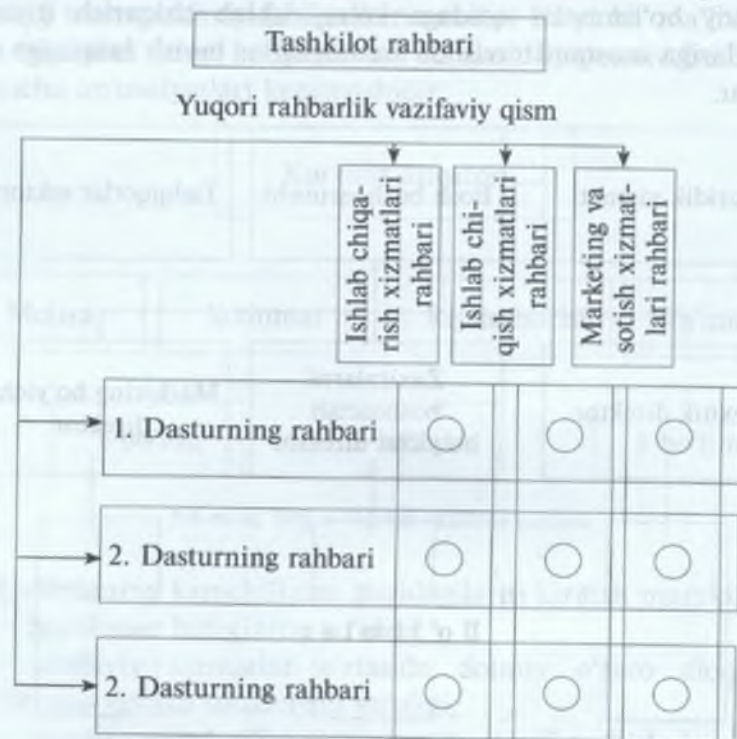 Tashkilot rahbari
Yuqori rahbarlik vazifaviy qism
Ishlab chiqa-
rish xizmatlari
rahbari
Ishlab chi-
qish xizmatlari
rahbari
Marketing va
sotish xizmat-
lari rahbari
1. Dasturning rahbari
2. Dasturning rahbari
2. Dasturning rahbari